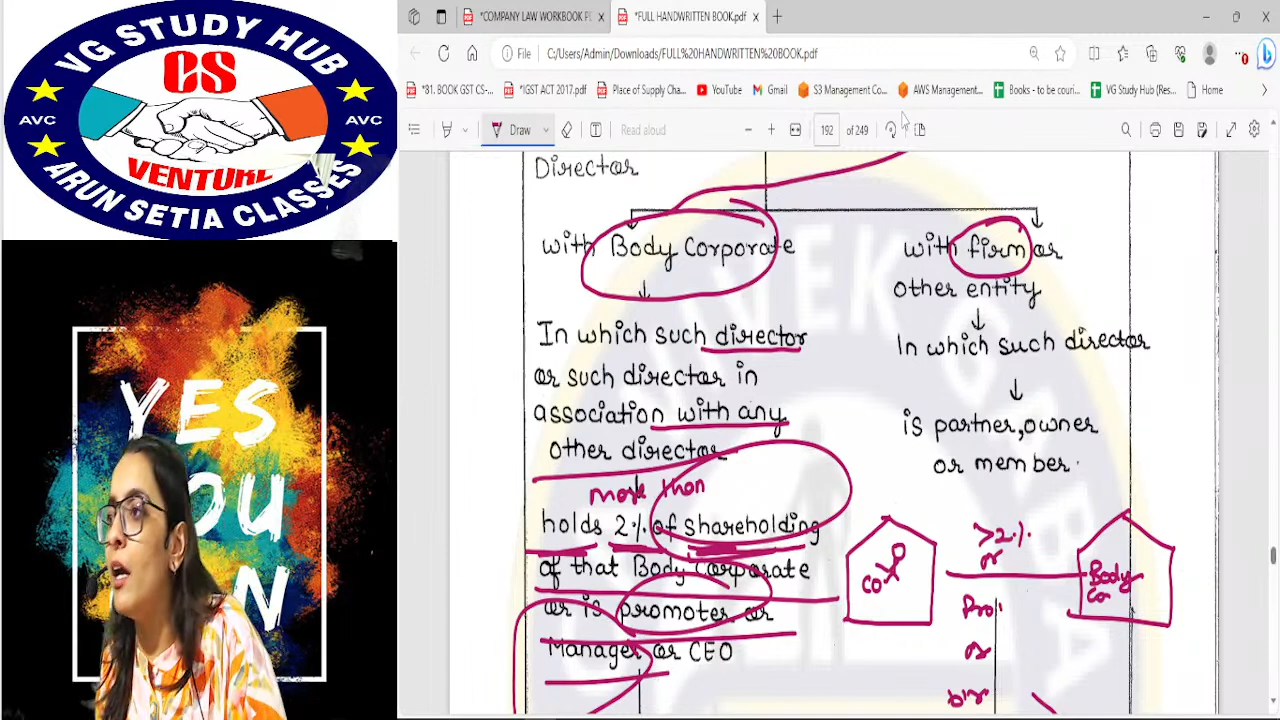 VG STUDY HUB
CS
AVC
AVC
VENTURE
ARUN SETIA CLASSES
YES
YOU
*COMPANY LAW WORKBOOK
*FULL HANDWRITTEN BOOK.pdf
File
C:/Users/Admin/Downloads/FULL%20HANDWRITTEN%20BOOK.pdf
*81. BOOK GST CS-...
*IGST ACT 2017.pdf
Place of Supply Cha...
YouTube
Gmail
S3 Management Co...
AWS Managemen...
Books - to be couri...
VG Study Hub (Res...
Home
Draw
Read aloud
192
of 249
Director
with Body Corporate
with firm or
other entity
In which such director
or such director in
association with any
other director
In which such director
is partner, owner
or member.
more than
holds 2% of shareholding
of that Body Corporate
or is promoter or
Manager or CEO
Co
>2%
or
Body
Co
Pro.
or